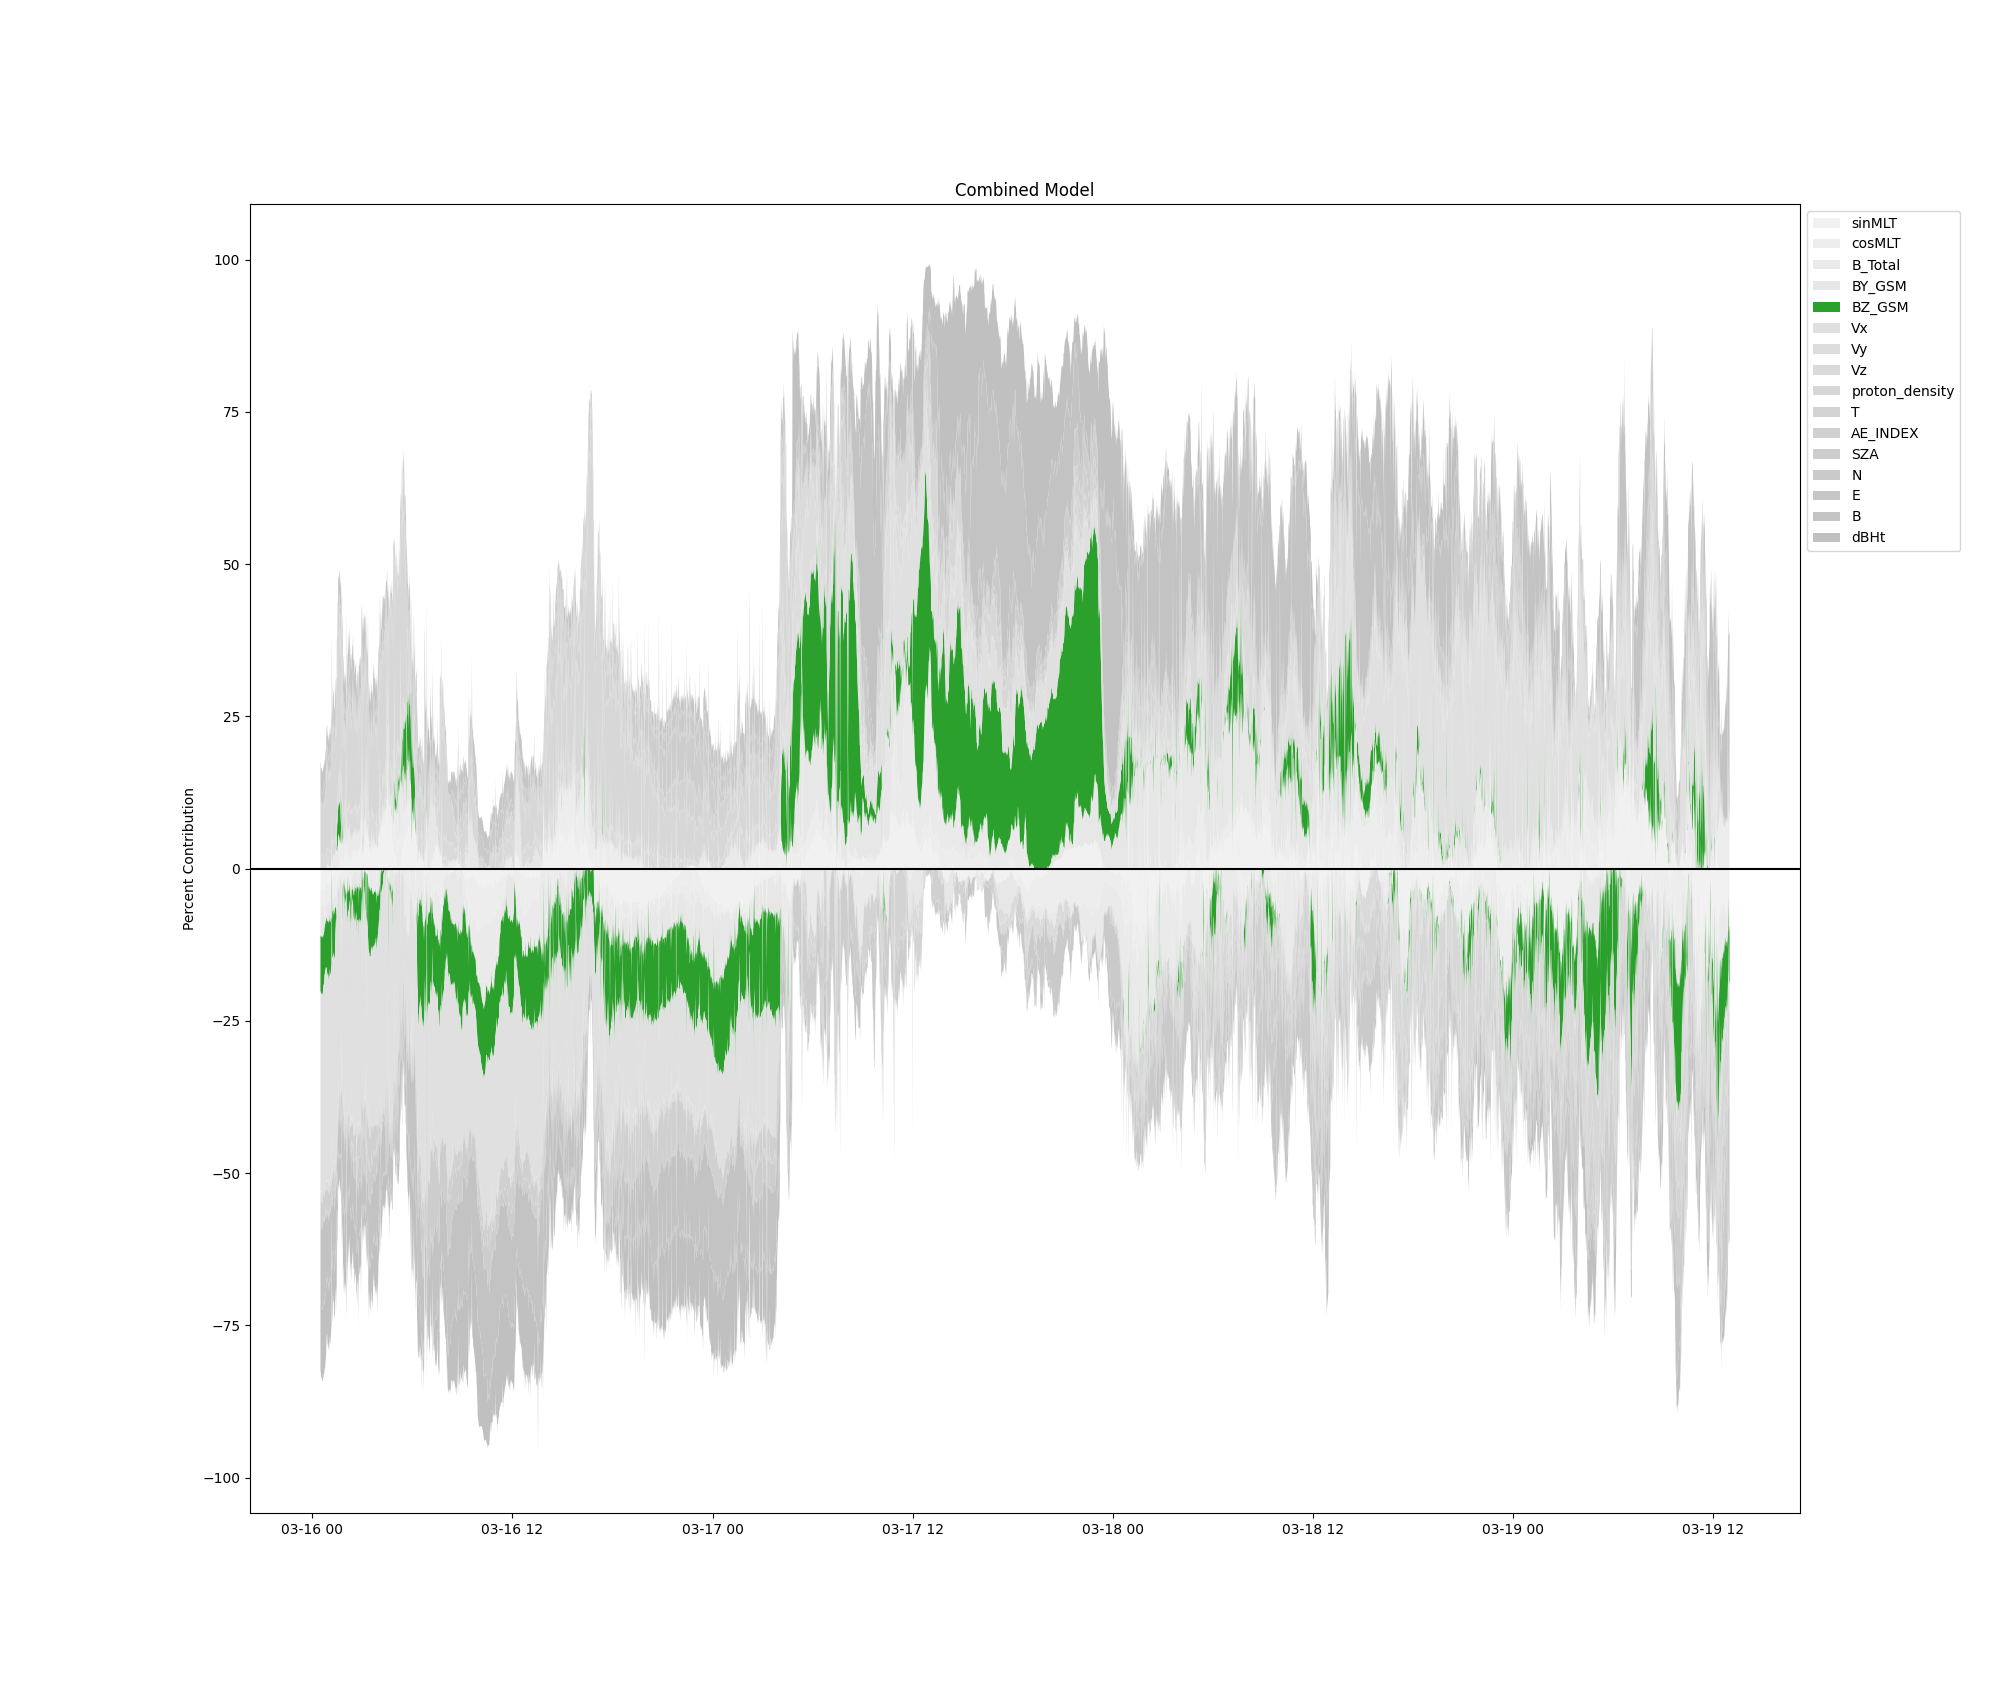 Combined Model
Percent Contribution
100
75
50
25
0
−25
−50
−75
−100
03-16 00
03-16 12
03-17 00
03-17 12
03-18 00
03-18 12
03-19 00
03-19 12
sinMLT
cosMLT
B_Total
BY_GSM
BZ_GSM
Vx
Vy
Vz
proton_density
T
AE_INDEX
SZA
N
E
B
dBHt